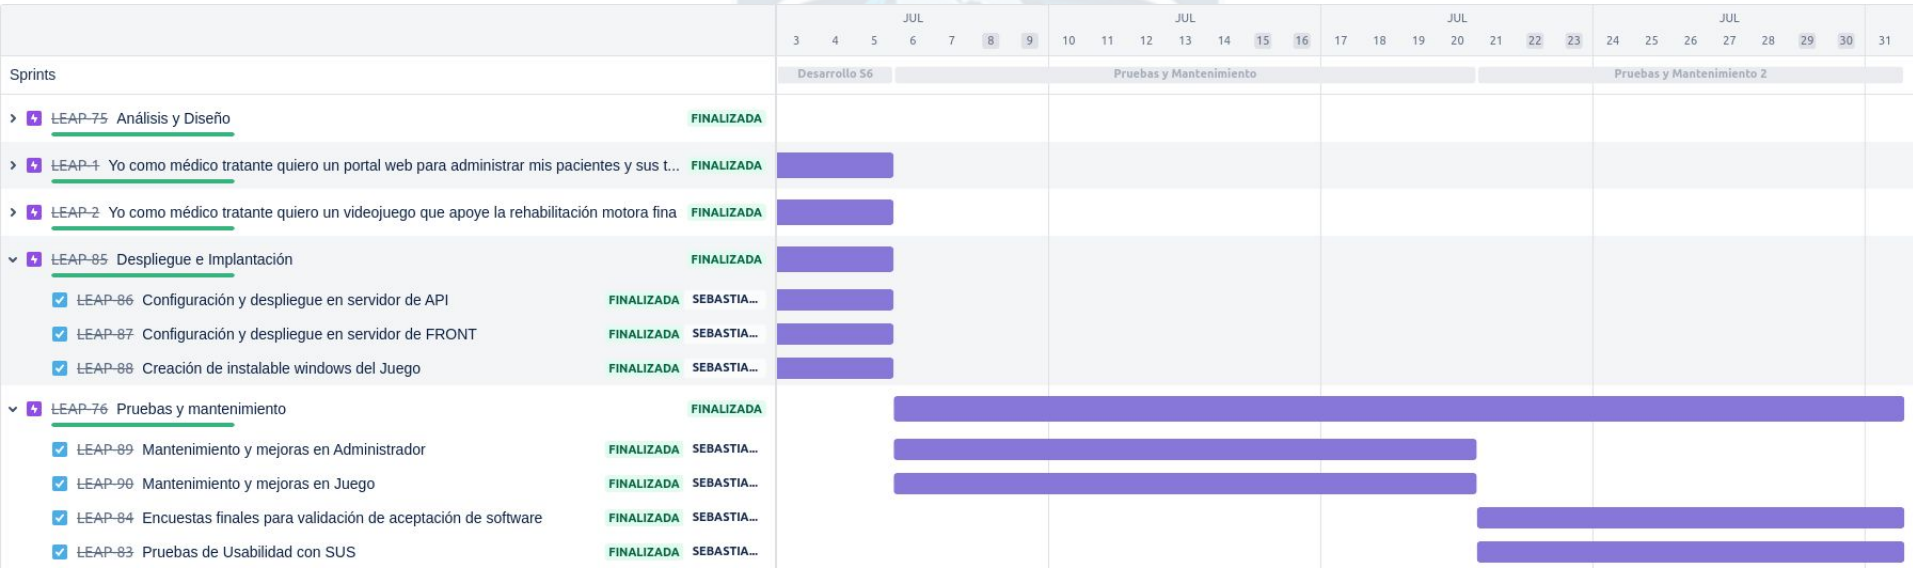 JUL JUL JUL JUL
3 4 5 6 7 8 9 10 11 12 13 14 15 16 17 18 19 20 21 22 23 24 25 26 27 28 29 30 31
Sprints Desarrollo S6 Pruebas y Mantenimiento Pruebas y Mantenimiento 2
LEAP-75 Análisis y Diseño FINALIZADA
LEAP-1 Yo como médico tratante quiero un portal web para administrar mis pacientes y sus t... FINALIZADA
LEAP-2 Yo como médico tratante quiero un videojuego que apoye la rehabilitación motora fina FINALIZADA
LEAP-85 Despliegue e Implantación FINALIZADA
LEAP-86 Configuración y despliegue en servidor de API FINALIZADA SEBASTIA...
LEAP-87 Configuración y despliegue en servidor de FRONT FINALIZADA SEBASTIA...
LEAP-88 Creación de instalable windows del Juego FINALIZADA SEBASTIA...
LEAP-76 Pruebas y mantenimiento FINALIZADA
LEAP-89 Mantenimiento y mejoras en Administrador FINALIZADA SEBASTIA...
LEAP-90 Mantenimiento y mejoras en Juego FINALIZADA SEBASTIA...
LEAP-84 Encuestas finales para validación de aceptación de software FINALIZADA SEBASTIA...
LEAP-83 Pruebas de Usabilidad con SUS FINALIZADA SEBASTIA...